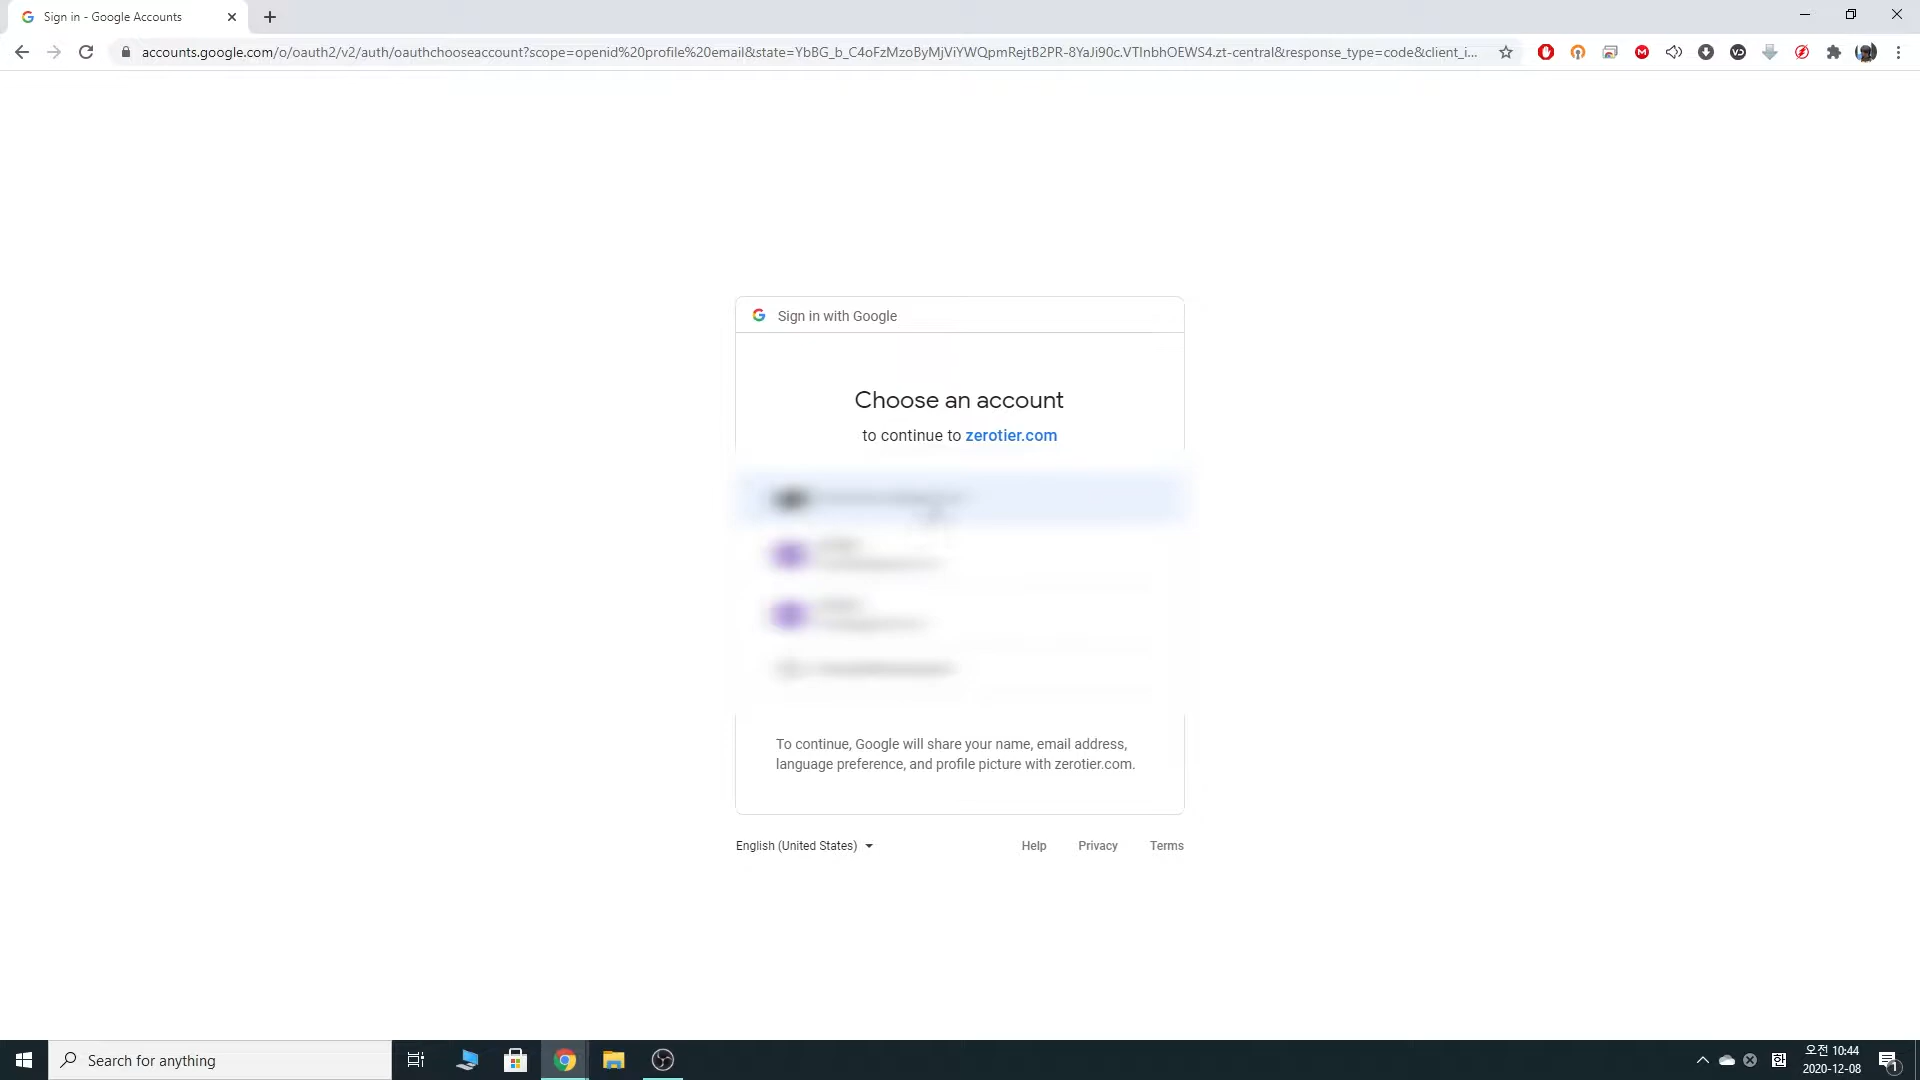 Sign in - Google Accounts
accounts.google.com/o/oauth2/v2/auth/oauthchooseaccount?scope=openid%20profile%20email&state=YbBG_b_C4oFzMzoByMjViYWQpmRejtB2PR-8YaJi90c.VTlnbhOEWS4.zt-central&response_type=code&client_i...
Sign in with Google
Choose an account
to continue to zerotier.com
To continue, Google will share your name, email address,
language preference, and profile picture with zerotier.com.
English (United States)
Help
Privacy
Terms
Search for anything
오전 10:44
2020-12-08
1